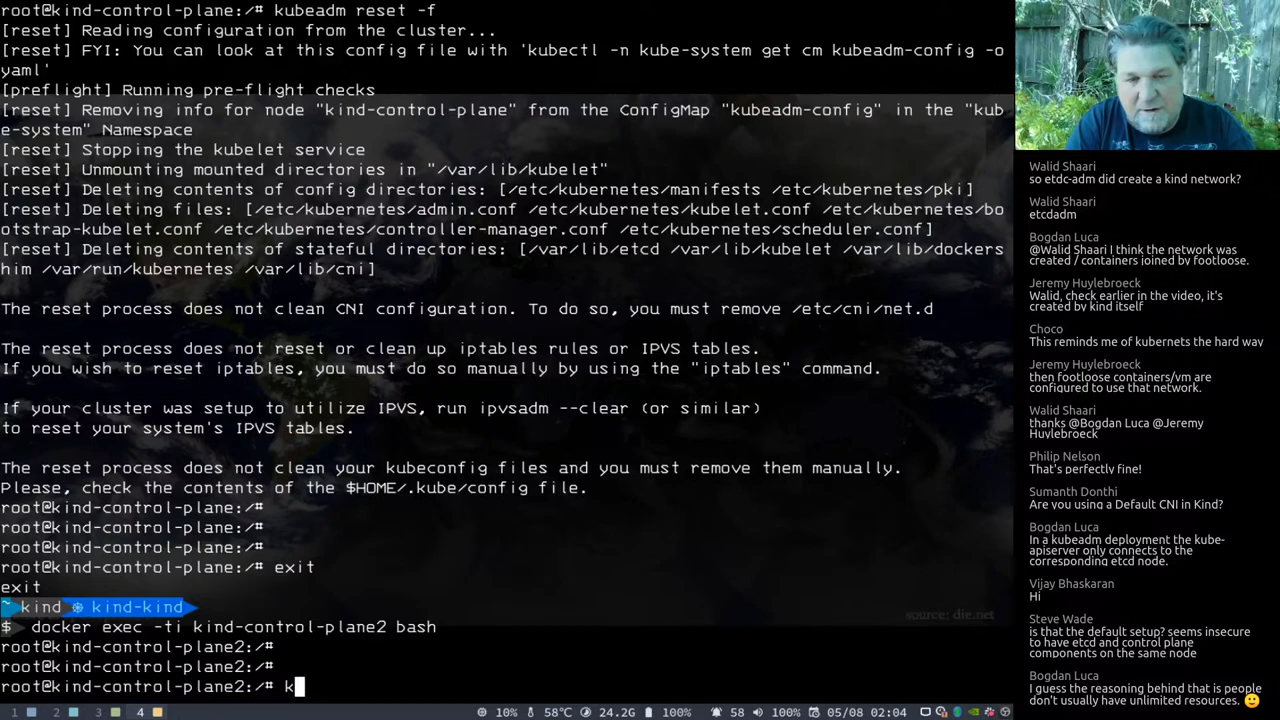 root@kind-control-plane:/# kubeadm reset -f
[reset] Reading configuration from the cluster...
[reset] FYI: You can look at this config file with 'kubectl -n kube-system get cm kubeadm-config -o
yaml'
[preflight] Running pre-flight checks
[reset] Removing info for node "kind-control-plane" from the ConfigMap "kubeadm-config" in the "kub
e-system" Namespace
[reset] Stopping the kubelet service
[reset] Unmounting mounted directories in "/var/lib/kubelet"
[reset] Deleting contents of config directories: [/etc/kubernetes/manifests /etc/kubernetes/pki]
[reset] Deleting files: [/etc/kubernetes/admin.conf /etc/kubernetes/kubelet.conf /etc/kubernetes/bo
otstrap-kubelet.conf /etc/kubernetes/controller-manager.conf /etc/kubernetes/scheduler.conf]
[reset] Deleting contents of stateful directories: [/var/lib/etcd /var/lib/kubelet /var/lib/dockers
him /var/run/kubernetes /var/lib/cni]
The reset process does not clean CNI configuration. To do so, you must remove /etc/cni/net.d
The reset process does not reset or clean up iptables rules or IPVS tables.
If you wish to reset iptables, you must do so manually by using the "iptables" command.
If your cluster was setup to utilize IPVS, run ipvsadm --clear (or similar)
to reset your system's IPVS tables.
The reset process does not clean your kubeconfig files and you must remove them manually.
Please, check the contents of the $HOME/.kube/config file.
root@kind-control-plane:/#
root@kind-control-plane:/#
root@kind-control-plane:/#
root@kind-control-plane:/# exit
exit
~ kind ☸ kind-kind
$ docker exec -ti kind-control-plane2 bash
root@kind-control-plane2:/#
root@kind-control-plane2:/#
root@kind-control-plane2:/# k
source: die.net
1 2 3 4 10% 58℃ 24.2G 100% 58 100% 05/08 02:04
Walid Shaari
so etdc-adm did create a kind network?
Walid Shaari
etcdadm
Bogdan Luca
@Walid Shaari I think the network was
created / containers joined by footloose.
Jeremy Huylebroeck
Walid, check earlier in the video, it's
created by kind itself
Choco
This reminds me of kubernets the hard way
Jeremy Huylebroeck
then footloose containers/vm are
configured to use that network.
Walid Shaari
thanks @Bogdan Luca @Jeremy
Huylebroeck
Philip Nelson
That's perfectly fine!
Sumanth Donthi
Are you using a Default CNI in Kind?
Bogdan Luca
In a kubeadm deployment the kube-
apiserver only connects to the
corresponding etcd node.
Vijay Bhaskaran
Hi
Steve Wade
is that the default setup? seems insecure
to have etcd and control plane
components on the same node
Bogdan Luca
I guess the reasoning behind that is people
don't usually have unlimited resources. 🙂